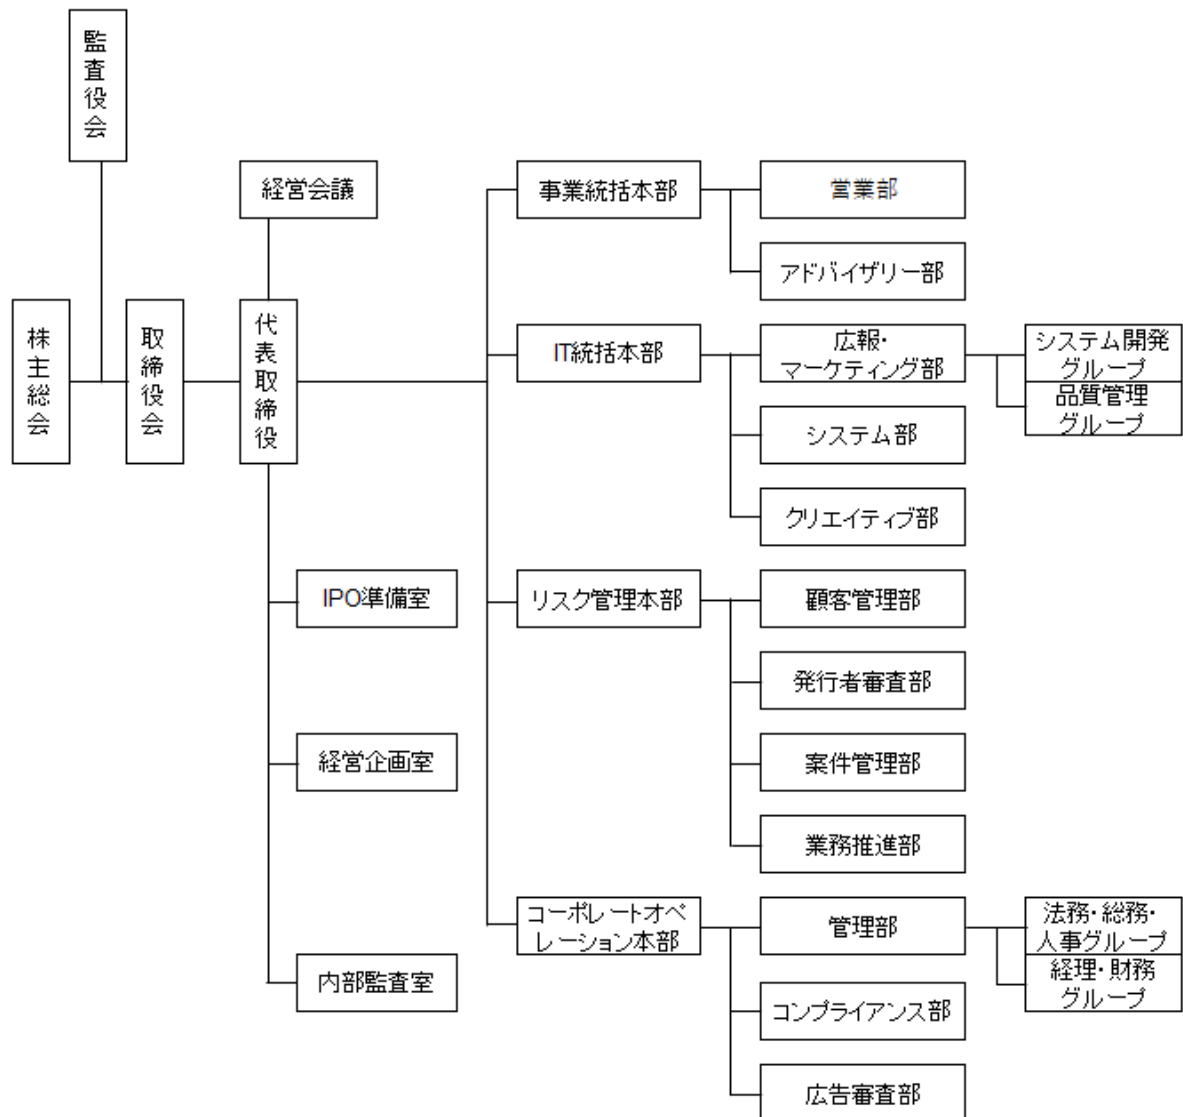 監査役会
経営会議
事業統括本部
営業部
アドバイザリー部
株主総会
取締役会
代表取締役
IT統括本部
広報・
マーケティング部
システム開発
グループ
品質管理
グループ
システム部
クリエイティブ部
IPO準備室
リスク管理本部
顧客管理部
発行者審査部
経営企画室
案件管理部
業務推進部
コーポレートオペ
レーション本部
管理部
法務・総務・
人事グループ
経理・財務
グループ
内部監査室
コンプライアンス部
広告審査部